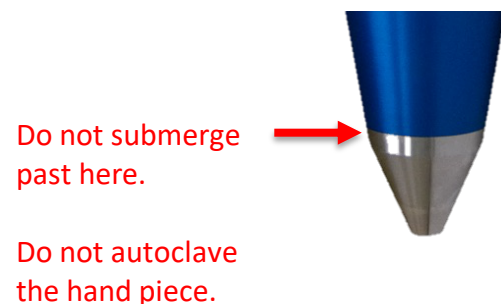 Do not submerge
past here.
Do not autoclave
the hand piece.